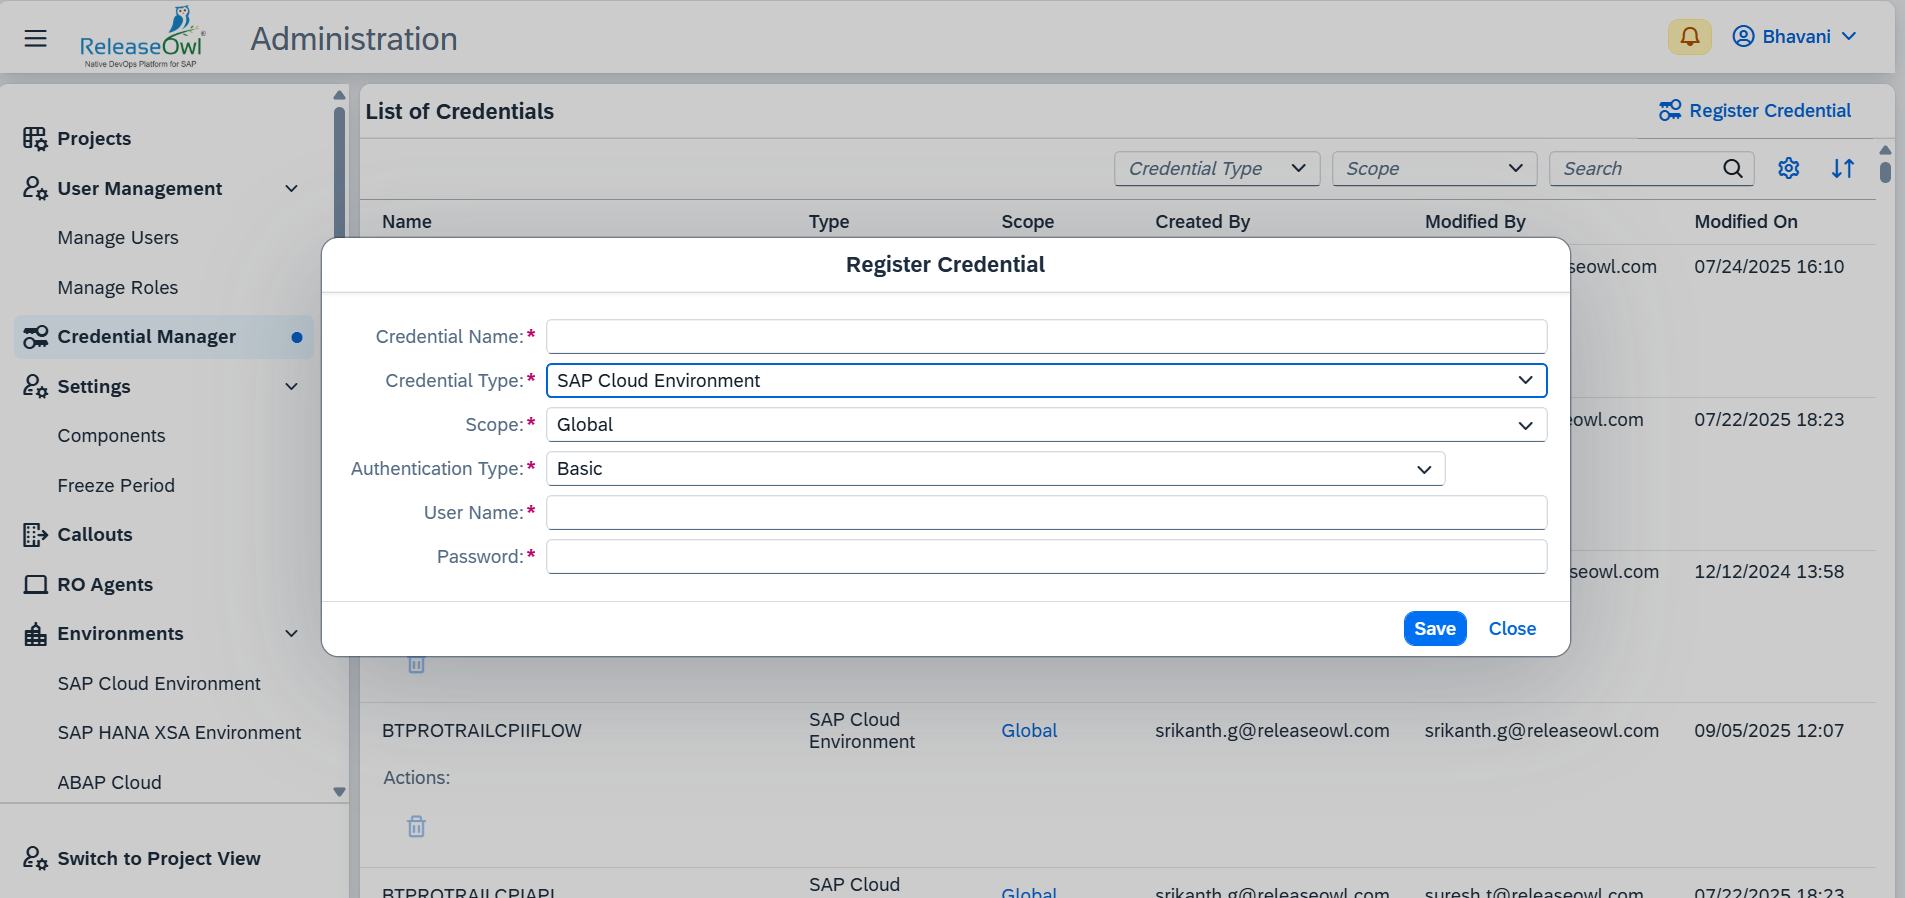 ReleaseOwl®
Native DevOps Platform for SAP
Administration
Bhavani
Projects
User Management
Manage Users
Manage Roles
Credential Manager
Settings
Components
Freeze Period
Callouts
RO Agents
Environments
SAP Cloud Environment
SAP HANA XSA Environment
ABAP Cloud
Switch to Project View
List of Credentials
Register Credential
Credential Type
Scope
Search
Name Type Scope Created By Modified By Modified On
seowl.com 07/24/2025 16:10
eowl.com 07/22/2025 18:23
seowl.com 12/12/2024 13:58
Register Credential
Credential Name:*
Credential Type:* SAP Cloud Environment
Scope:* Global
Authentication Type:* Basic
User Name:*
Password:*
Save Close
BTPROTRAILCPIIFLOW SAP Cloud Environment Global srikanth.g@releaseowl.com srikanth.g@releaseowl.com 09/05/2025 12:07
Actions:
BTPROTRAILCPIAPI SAP Cloud Global srikanth.g@releaseowl.com suresh.t@releaseowl.com 07/22/2025 18:23